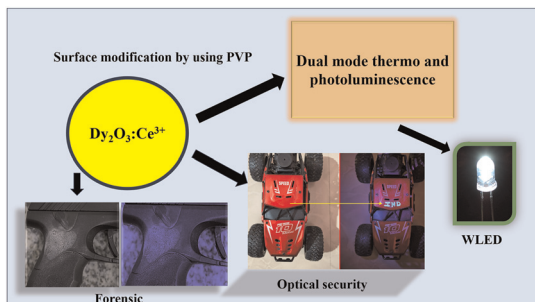 Surface modification by using PVP
Dual mode thermo and
photoluminescence
Dy₂O₃:Ce³⁺
WLED
Forensic
Optical security